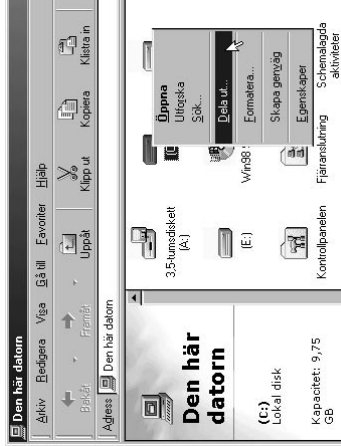 Den här datorn
Arkiv Redigera Visa Gå till Favoriter Hjälp
Bakåt Framåt Uppåt Klipp ut Kopiera Klistra in
Adress Den här datorn
Den här
datorn
(C:)
Lokal disk
Kapacitet: 9,75
GB
3,5-tumsdiskett
(A:)
(E:)
Win98
Kontrollpanelen
Fjäranslutning
Schemalagda
aktiviteter
Öppna
Utforska
Sök...
Dela ut...
Formatera...
Skapa genväg
Egenskaper